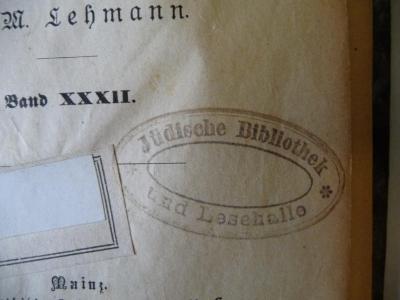 M. Lehmann.
Band XXXII.
Jüdische Bibliothek
* und Lesehalle *
Mainz.